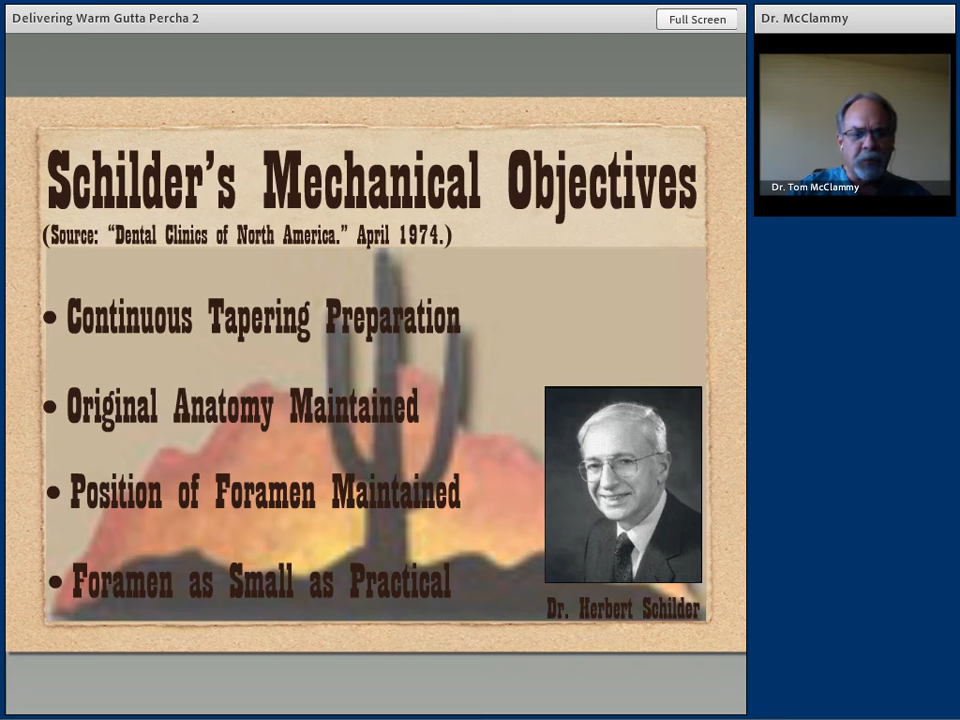 Delivering Warm Gutta Percha 2
Full Screen
Dr. McClammy
Dr. Tom McClammy
Schilder's Mechanical Objectives
(Source: "Dental Clinics of North America." April 1974.)
• Continuous Tapering Preparation
• Original Anatomy Maintained
• Position of Foramen Maintained
• Foramen as Small as Practical
Dr. Herbert Schilder